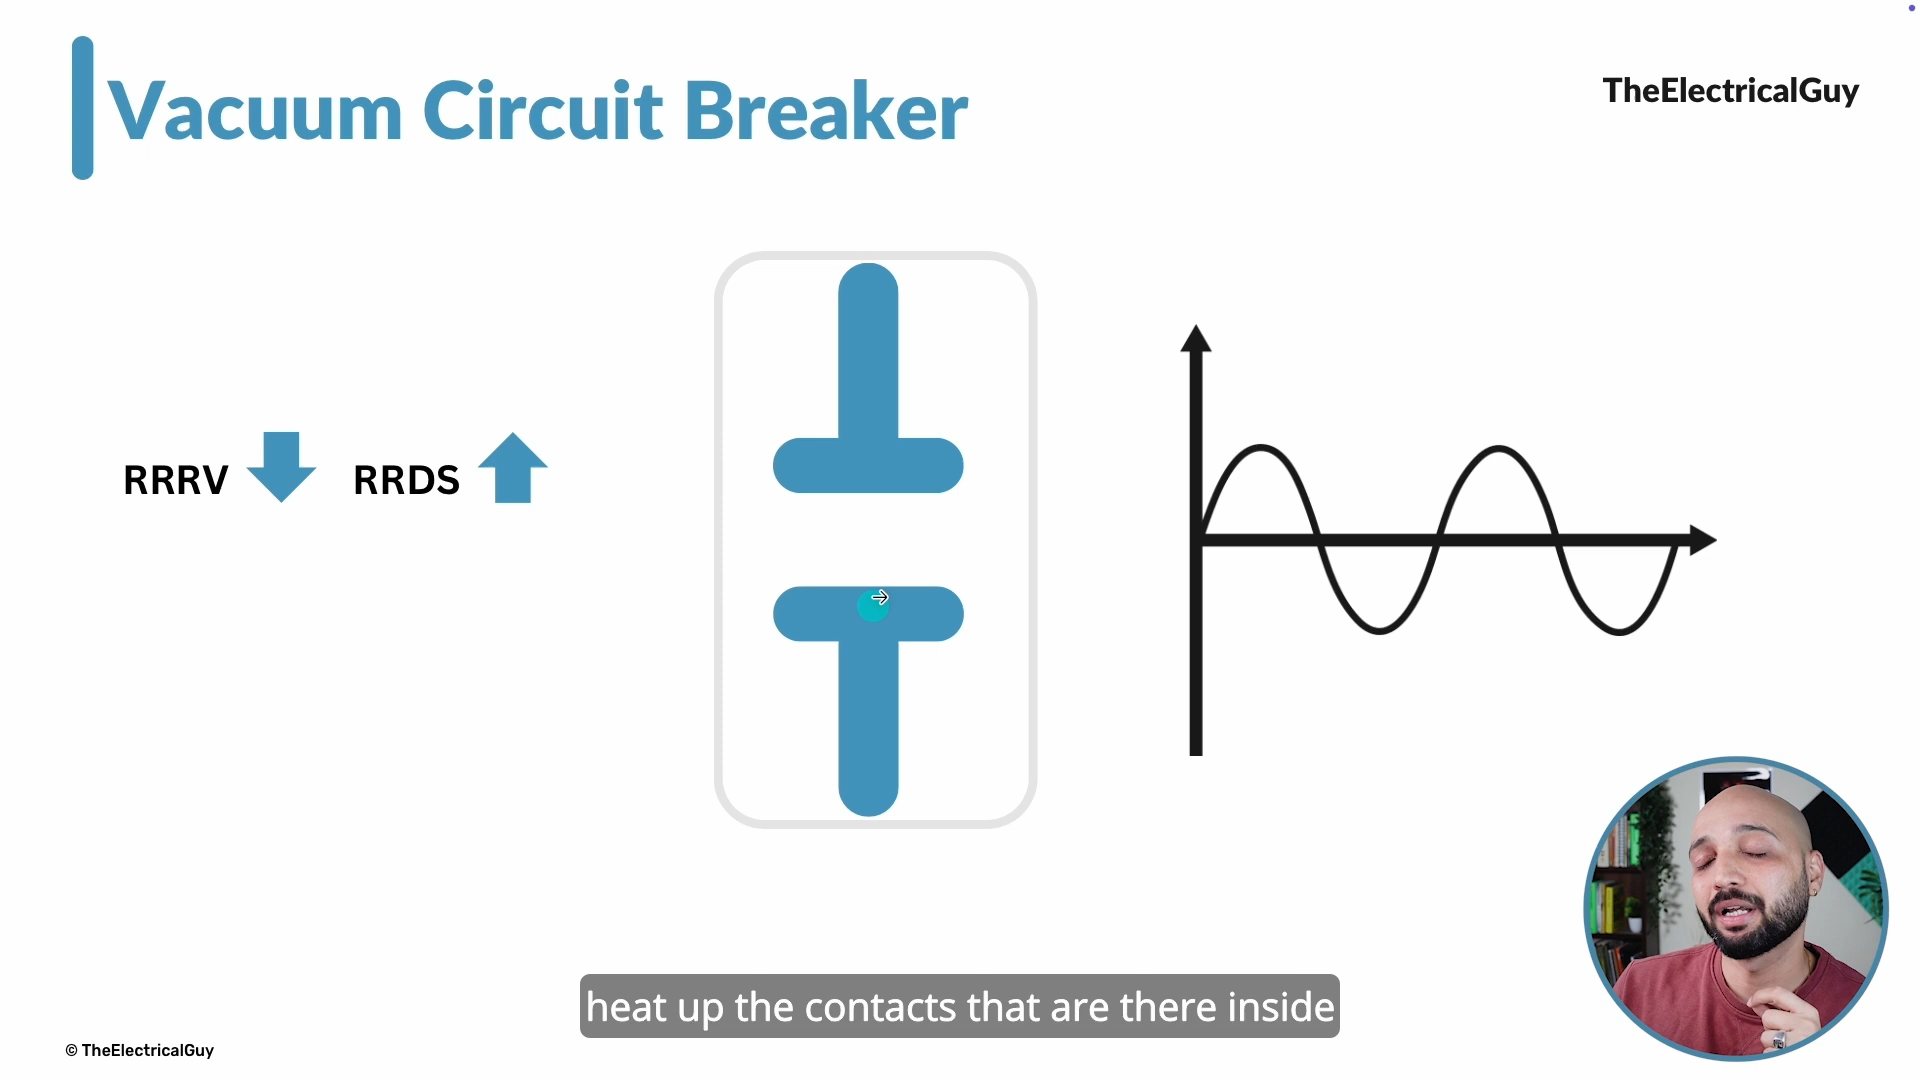 Vacuum Circuit Breaker
TheElectricalGuy
RRRV RRDS
heat up the contacts that are there inside
© TheElectricalGuy